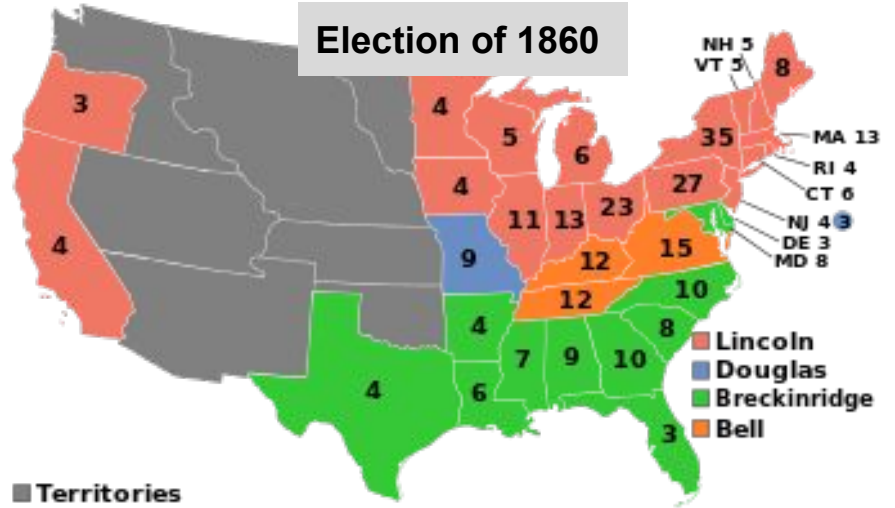 Election of 1860
NH 5
VT 5
8
3
4
5
6
35
MA 13
RI 4
CT 6
4
27
11
13
23
NJ 4 3
DE 3
MD 8
4
9
12
15
12
10
4
8
7
9
10
6
4
3
Lincoln
Douglas
Breckinridge
Bell
Territories